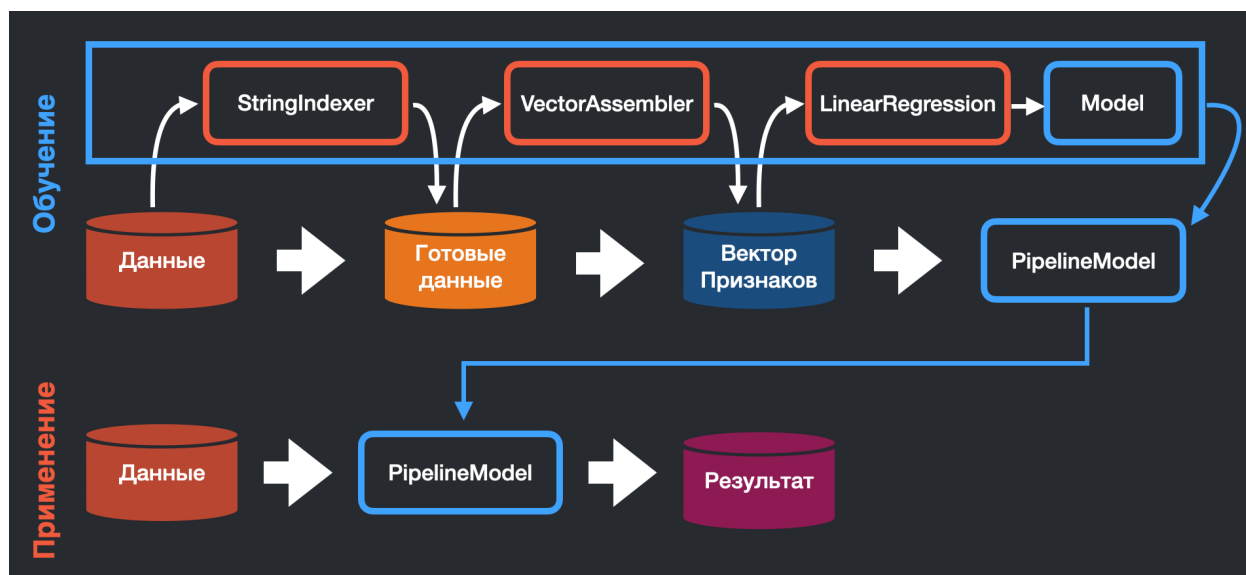 Обучение
StringIndexer
VectorAssembler
LinearRegression
Model
Данные
Готовые
данные
Вектор
Признаков
PipelineModel
Применение
Данные
PipelineModel
Результат